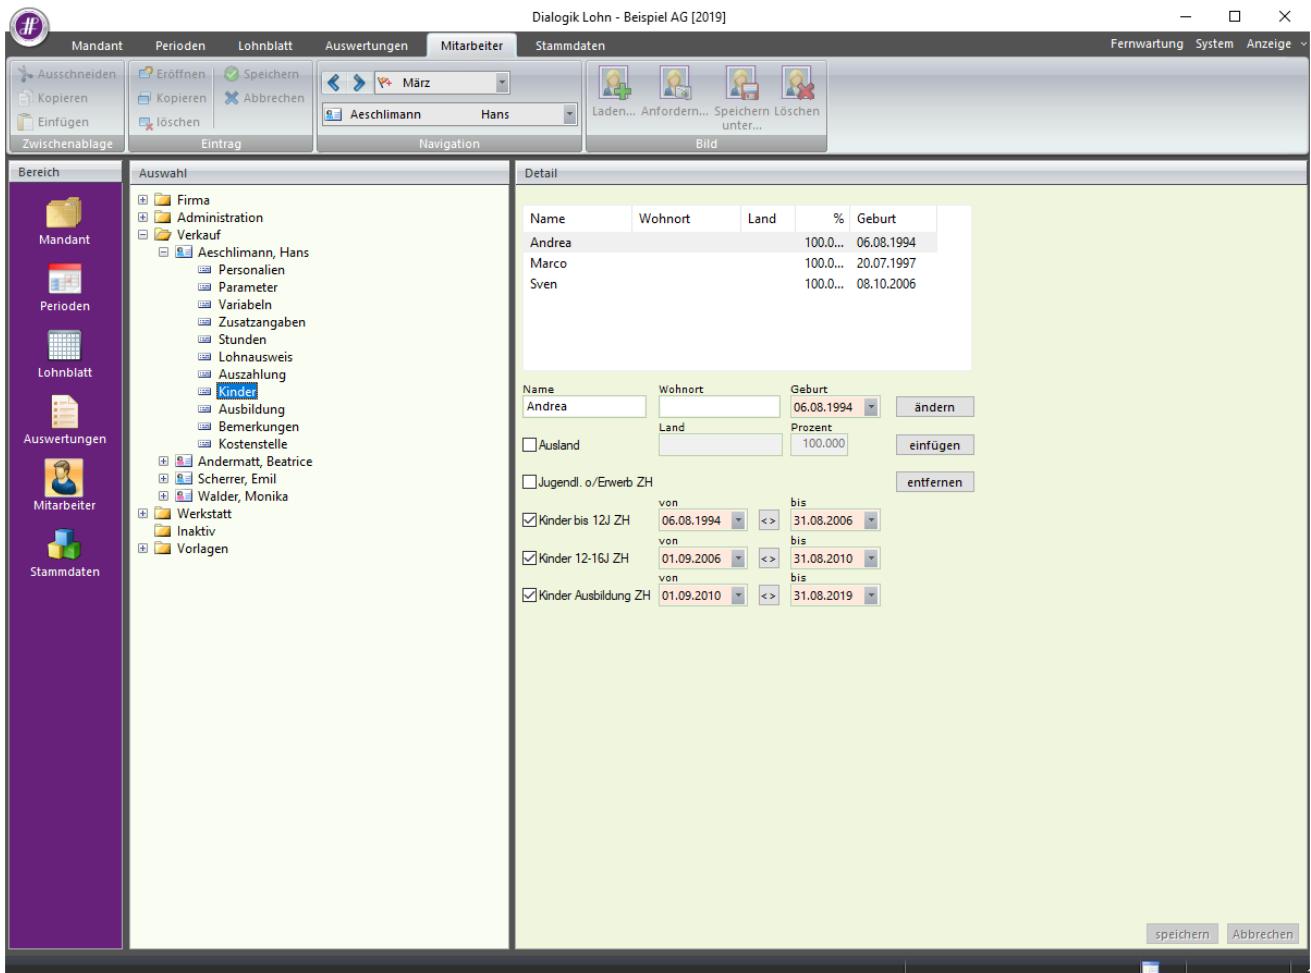 Dialogik Lohn - Beispiel AG [2019]
Mandant Perioden Lohnblatt Auswertungen Mitarbeiter Stammdaten Fernwartung System Anzeige
Ausschneiden
Kopieren
Einfügen
Zwischenablage
Eröffnen Speichern
Kopieren Abbrechen
löschen
Eintrag
März
Aeschlimann Hans
Navigation
Laden... Anfordern... Speichern unter... Löschen
Bild
Bereich
Mandant
Perioden
Lohnblatt
Auswertungen
Mitarbeiter
Stammdaten
Auswahl
Firma
Administration
Verkauf
Aeschlimann, Hans
Personalien
Parameter
Variabeln
Zusatzangaben
Stunden
Lohnausweis
Auszahlung
Kinder
Ausbildung
Bemerkungen
Kostenstelle
Andermatt, Beatrice
Scherrer, Emil
Walder, Monika
Werkstatt
Inaktiv
Vorlagen
Detail
Name Wohnort Land % Geburt
Andrea 100.0... 06.08.1994
Marco 100.0... 20.07.1997
Sven 100.0... 08.10.2006
Name Wohnort Geburt
Andrea 06.08.1994 ändern
Land Prozent
Ausland 100.000 einfügen
Jugendl. o/Erwerb ZH entfernen
von bis
Kinder bis 12J ZH 06.08.1994 <> 31.08.2006
von bis
Kinder 12-16J ZH 01.09.2006 <> 31.08.2010
von bis
Kinder Ausbildung ZH 01.09.2010 <> 31.08.2019
speichern Abbrechen